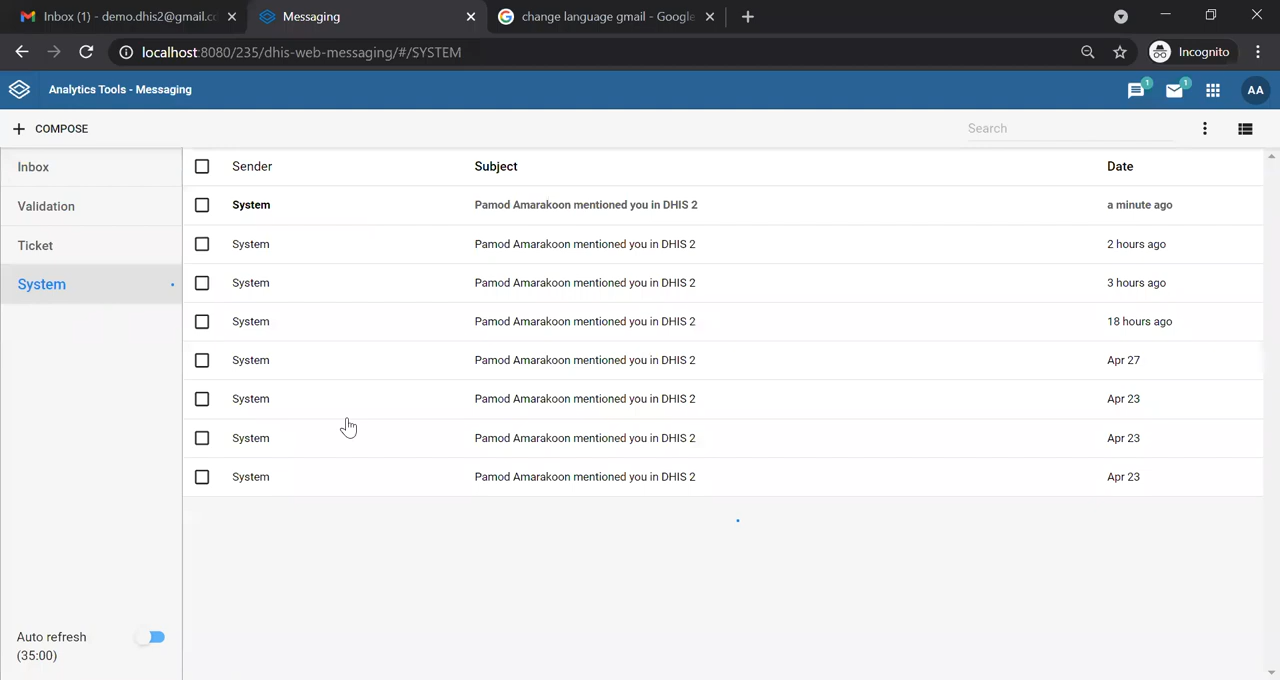 Inbox (1) - demo.dhis2@gmail.co
Messaging
change language gmail - Google
localhost:8080/235/dhis-web-messaging/#/SYSTEM
Incognito
Analytics Tools - Messaging
1
1
AA
COMPOSE
Search
Inbox
Validation
Ticket
System
Sender Subject Date
System Pamod Amarakoon mentioned you in DHIS 2 a minute ago
System Pamod Amarakoon mentioned you in DHIS 2 2 hours ago
System Pamod Amarakoon mentioned you in DHIS 2 3 hours ago
System Pamod Amarakoon mentioned you in DHIS 2 18 hours ago
System Pamod Amarakoon mentioned you in DHIS 2 Apr 27
System Pamod Amarakoon mentioned you in DHIS 2 Apr 23
System Pamod Amarakoon mentioned you in DHIS 2 Apr 23
System Pamod Amarakoon mentioned you in DHIS 2 Apr 23
Auto refresh
(35:00)